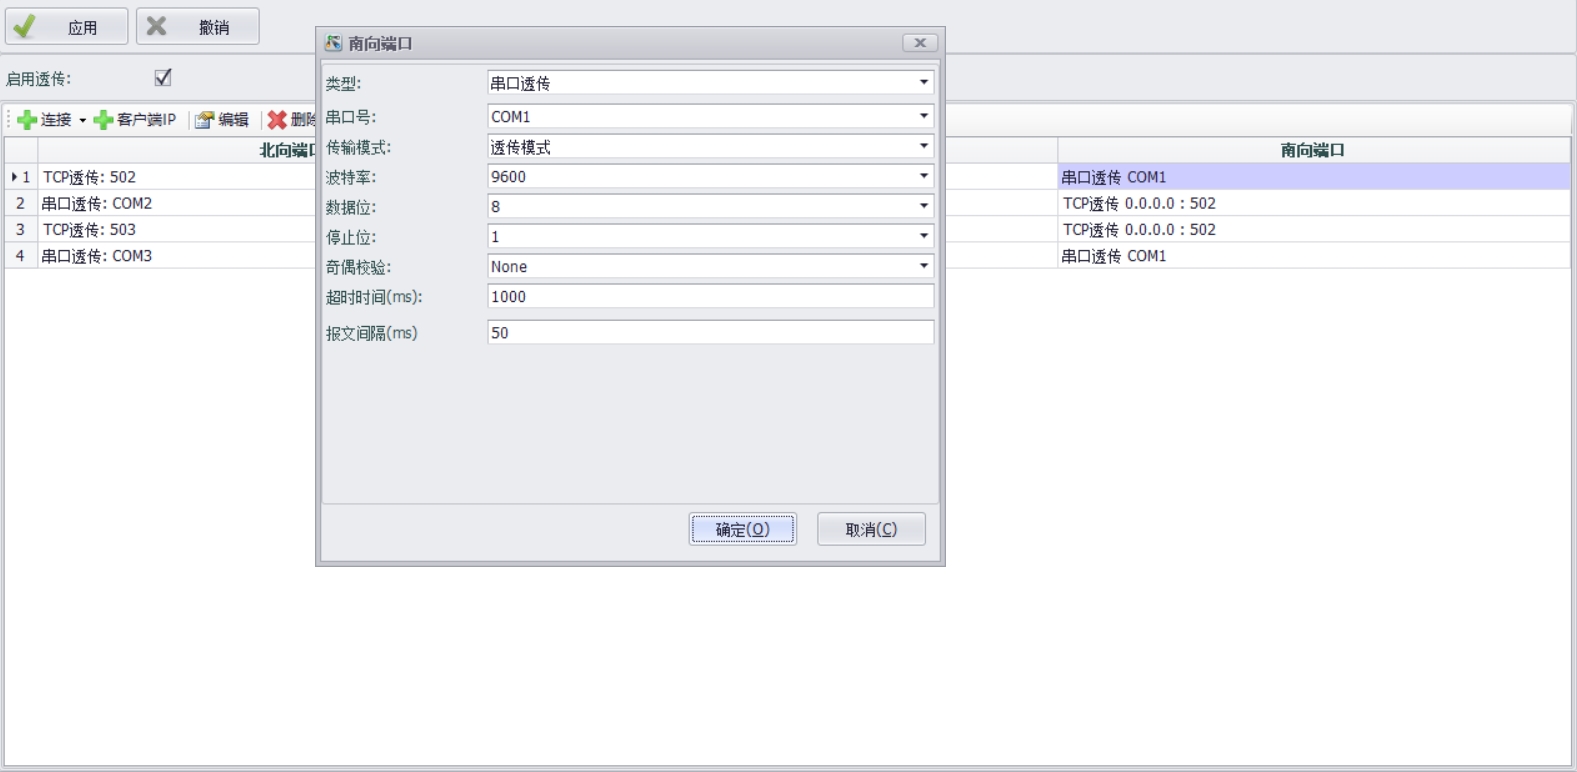 应用 撤销
南向端口
启用透传:
连接 客户端IP 编辑 删除
类型: 串口透传
串口号: COM1
传输模式: 透传模式
波特率: 9600
数据位: 8
停止位: 1
奇偶校验: None
超时时间(ms): 1000
报文间隔(ms) 50
确定(O) 取消(C)
北向端口 南向端口
1 TCP透传: 502 串口透传 COM1
2 串口透传: COM2 TCP透传 0.0.0.0 : 502
3 TCP透传: 503 TCP透传 0.0.0.0 : 502
4 串口透传: COM3 串口透传 COM1